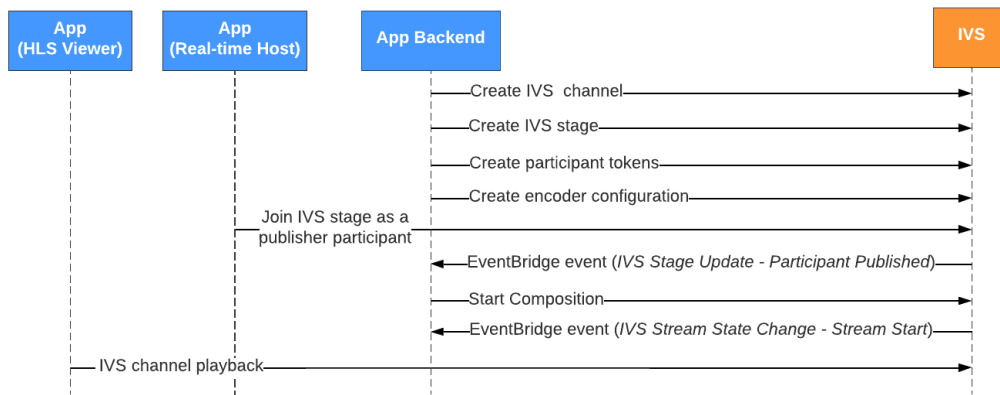 App
(HLS Viewer)
App
(Real-time Host)
App Backend
IVS
Create IVS channel
Create IVS stage
Create participant tokens
Create encoder configuration
Join IVS stage as a
publisher participant
EventBridge event (IVS Stage Update - Participant Published)
Start Composition
EventBridge event (IVS Stream State Change - Stream Start)
IVS channel playback